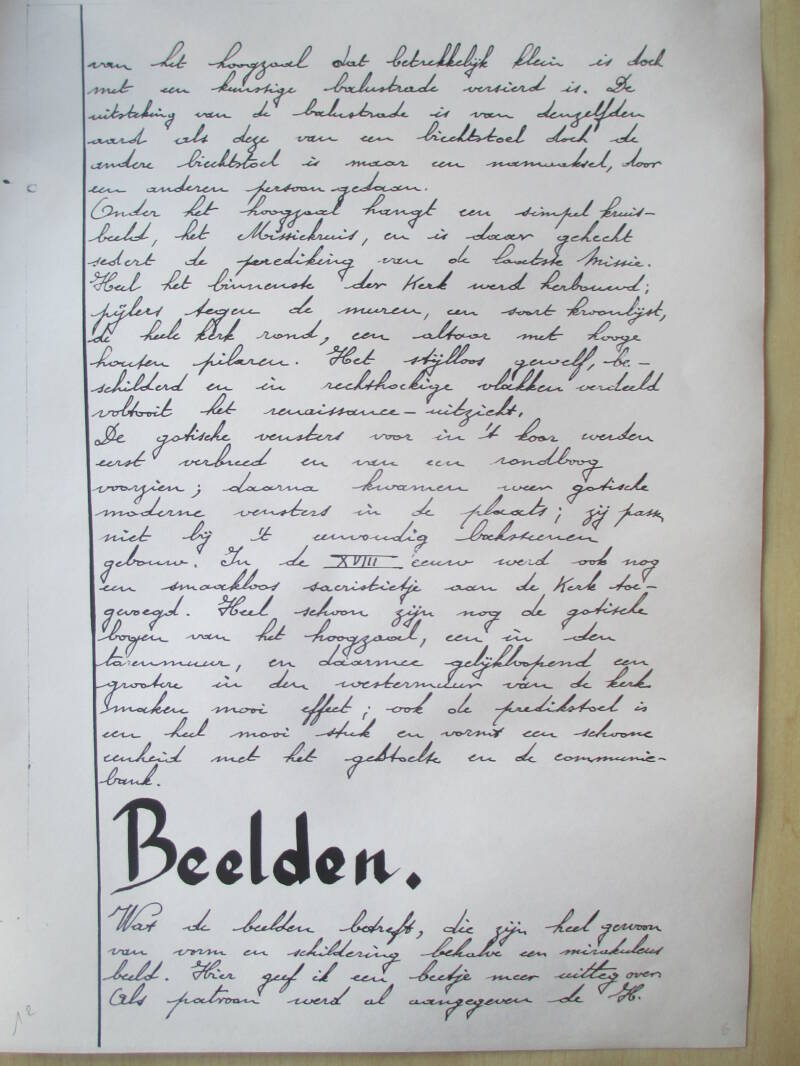 van het hoogzaal dat betrekkelijk klein is doch
met een kunstige balustrade versierd is. De
uitsteking van de balustrade is van denzelfden
aard als deze van een biechtstoel doch de
andere biechtstoel is maar een namaaksel, door
een anderen persoon gedaan.
Onder het hoogzaal hangt een simpel kruis-
beeld, het Missiekruis, en is daar gehecht
sedert de prediking van de laatste Missie.
Heel het binnenste der Kerk werd herbouwd;
pijlers tegen de muren, een soort kroonlijst,
de heele kerk rond, een altaar met hooge
houten pilaren. Het stijlloos gewelf, be-
schilderd en in rechthoekige vlakken verdeeld
voltooit het renaissance-uitzicht.
De gotische vensters voor in 't koor werden
eerst verbreed en van een rondboog
voorzien; daarna kwamen weer gotische
moderne vensters in de plaats; zij passen
niet bij 't eenvoudig baksteenen
gebouw. In de XVIII eeuw werd ook nog
een smaakloos sacristietje aan de Kerk toe-
gevoegd. Heel schoon zijn nog de gotische
bogen van het hoogzaal, een in den
torenmuur, en daarmee gelijkloopend een
grootere in den westermuur van de kerk
maken mooi effect; ook de predikstoel is
een heel mooi stuk en vormt een schoone
eenheid met het gestoelte en de communie-
bank.
Beelden.
Wat de beelden betreft, die zijn heel gewoon
van vorm en schildering behalve een mirakuleus
beeld. Hier geef ik een beetje meer uitleg over
Als patroon werd al aangegeven de H.
12
6